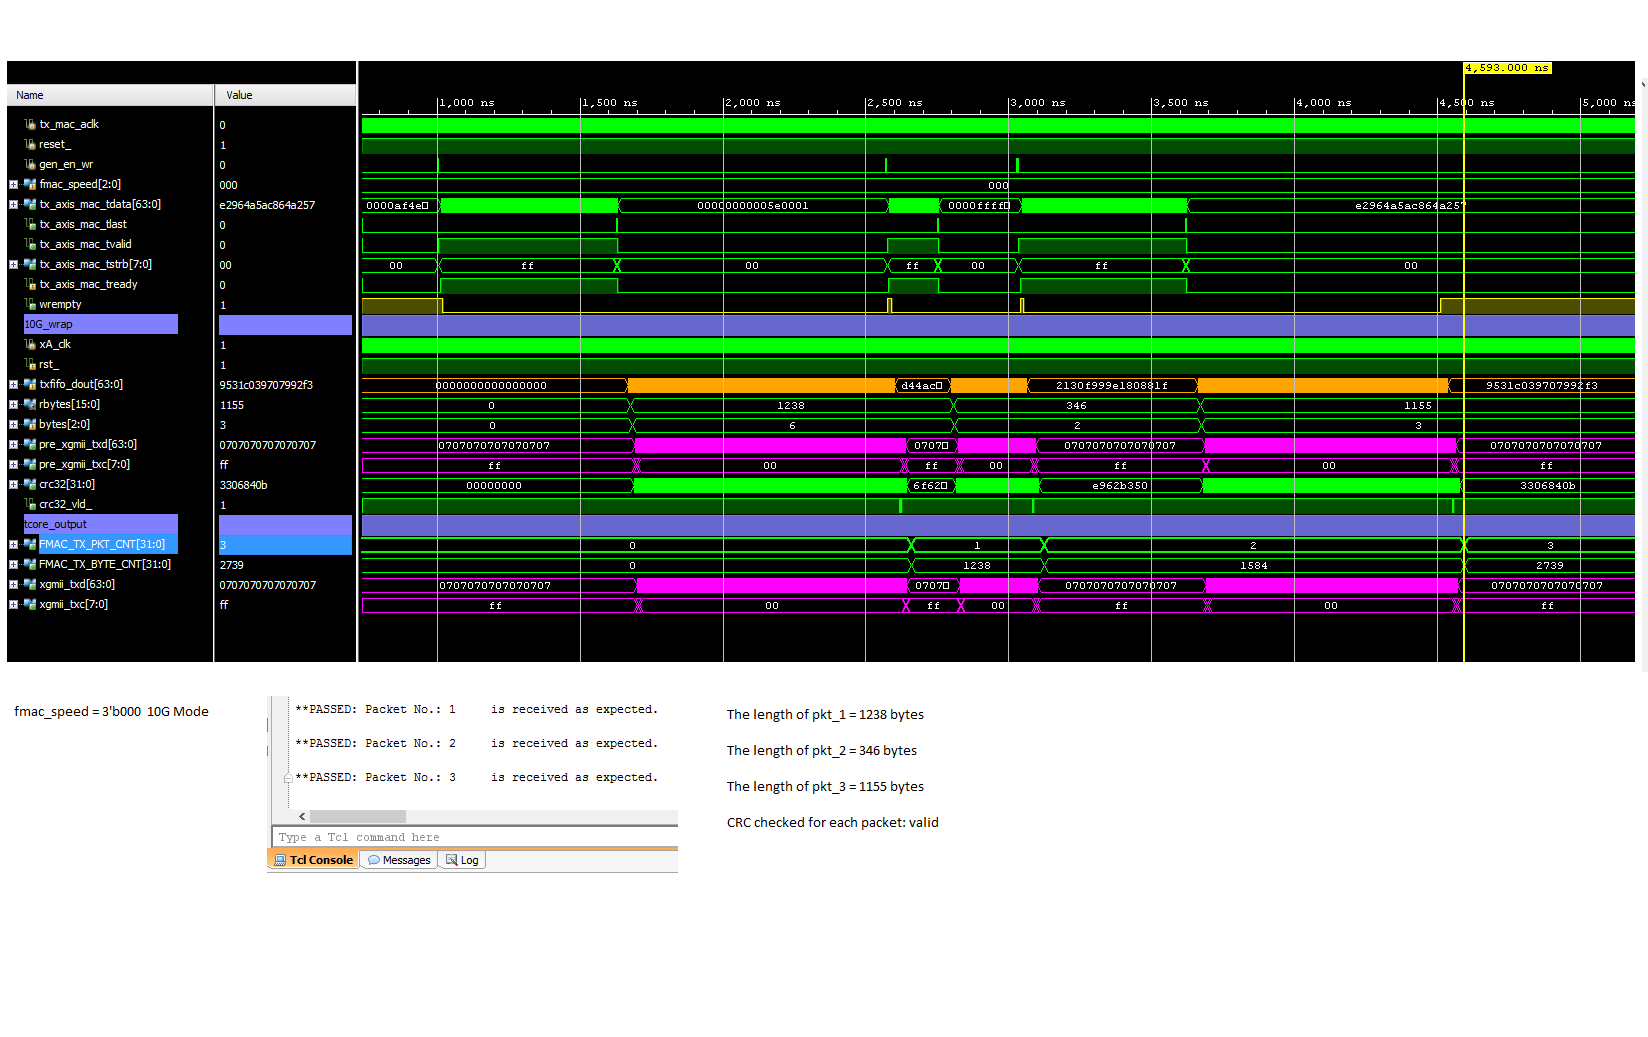 4,593.000 ns
Name Value
1,000 ns 1,500 ns 2,000 ns 2,500 ns 3,000 ns 3,500 ns 4,000 ns 4,500 ns 5,000 ns
tx_mac_aclk 0
reset_ 1
gen_en_wr 0
fmac_speed[2:0] 000 000
tx_axis_mac_tdata[63:0] e2964a5ac864a257 0000af4e 00000000005e0001 0000ffff e2964a5ac864a257
tx_axis_mac_tlast 0
tx_axis_mac_tvalid 0
tx_axis_mac_tstrb[7:0] 00 00 ff 00 ff 00 ff 00
tx_axis_mac_tready 0
wrempty 1
10G_wrap
xA_clk 1
rst_ 1
txfifo_dout[63:0] 9531c039707992f3 0000000000000000 d44ac 2130f999e180881f 9531c039707992f3
rbytes[15:0] 1155 0 1238 346 1155
bytes[2:0] 3 0 6 2 3
pre_xgmii_txd[63:0] 0707070707070707 0707070707070707 0707 0707070707070707 0707070707070707
pre_xgmii_txc[7:0] ff ff 00 ff 00 ff 00 ff
crc32[31:0] 3306840b 00000000 6f62 e962b350 3306840b
crc32_vld_ 1
tcore_output
FMAC_TX_PKT_CNT[31:0] 3 0 1 2 3
FMAC_TX_BYTE_CNT[31:0] 2739 0 1238 1584 2739
xgmii_txd[63:0] 0707070707070707 0707070707070707 0707 0707070707070707 0707070707070707
xgmii_txc[7:0] ff ff 00 ff 00 ff 00 ff
fmac_speed = 3'b000 10G Mode
**PASSED: Packet No.: 1 is received as expected.
**PASSED: Packet No.: 2 is received as expected.
**PASSED: Packet No.: 3 is received as expected.
Type a Tcl command here
Tcl Console Messages Log
The length of pkt_1 = 1238 bytes
The length of pkt_2 = 346 bytes
The length of pkt_3 = 1155 bytes
CRC checked for each packet: valid